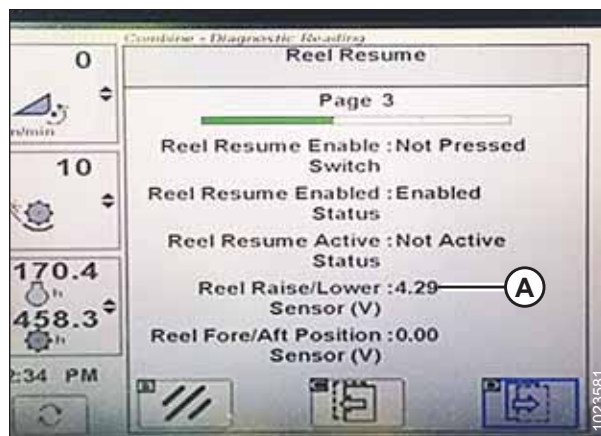 Combine - Diagnostic Reading
Reel Resume
Page 3
Reel Resume Enable : Not Pressed
Switch
Reel Resume Enabled : Enabled
Status
Reel Resume Active : Not Active
Status
Reel Raise/Lower : 4.29
Sensor (V)
Reel Fore/Aft Position : 0.00
Sensor (V)
A
0
10
170.4
h
458.3
h
:34 PM
1023581